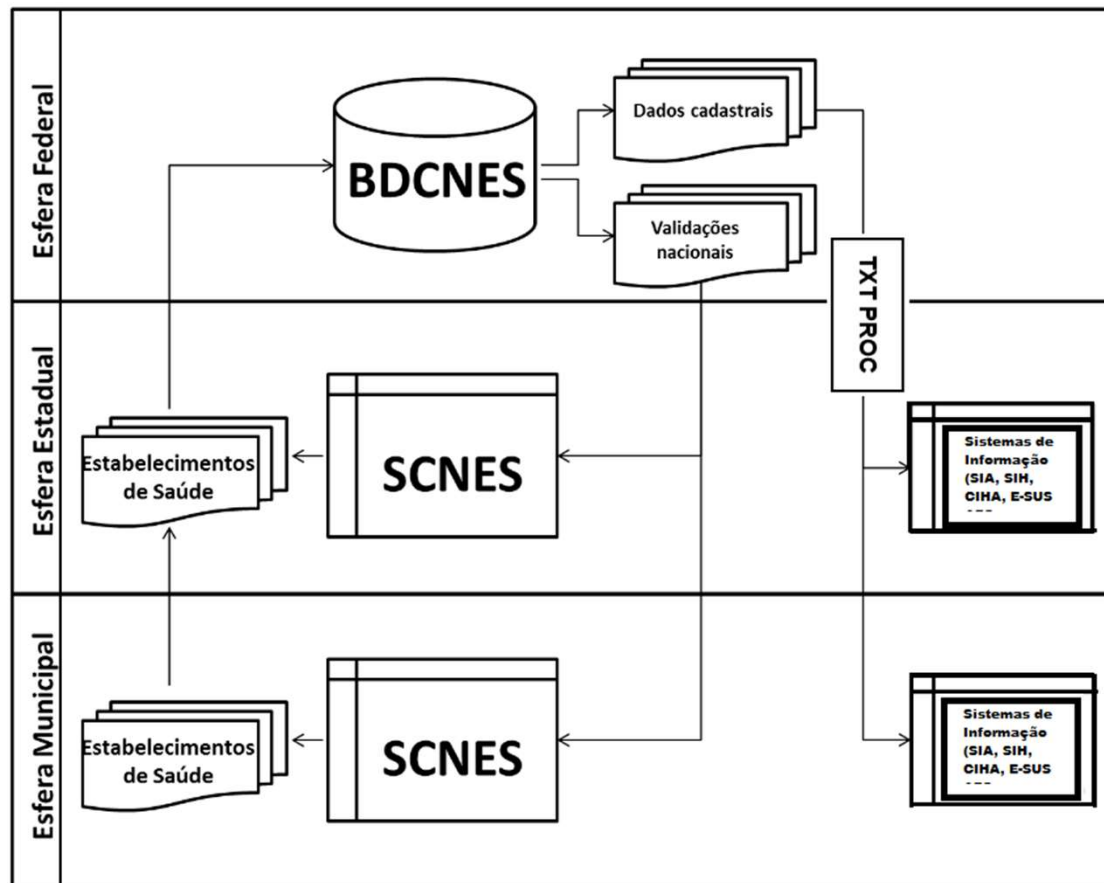 Esfera Federal
BDCNES
Dados cadastrais
Validações
nacionais
TXT PROC
Esfera Estadual
Estabelecimentos
de Saúde
SCNES
Sistemas de
Informação
(SIA, SIH,
CIHA, E-SUS
Esfera Municipal
Estabelecimentos
de Saúde
SCNES
Sistemas de
Informação
(SIA, SIH,
CIHA, E-SUS